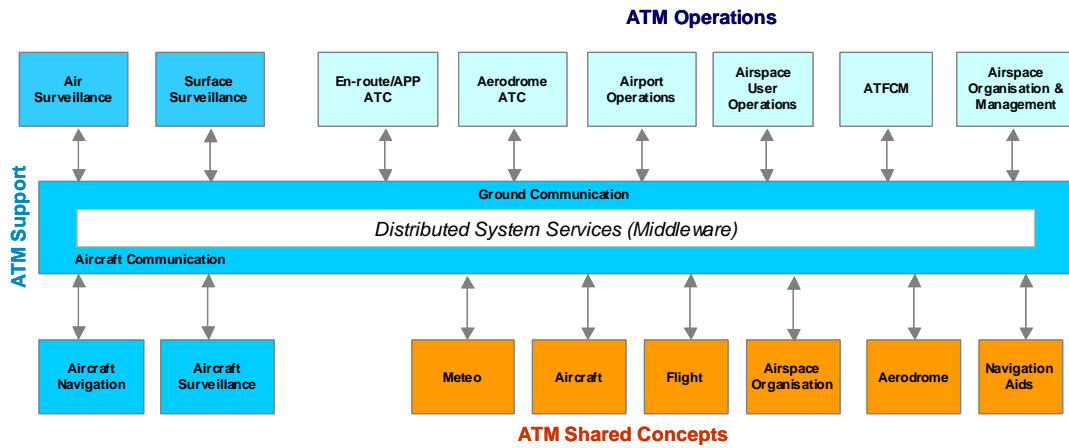 ATM Operations
Air
Surveillance
Surface
Surveillance
En-route/APP
ATC
Aerodrome
ATC
Airport
Operations
Airspace
User
Operations
ATFCM
Airspace
Organisation &
Management
ATM Support
Ground Communication
Distributed System Services (Middleware)
Aircraft Communication
Aircraft
Navigation
Aircraft
Surveillance
Meteo
Aircraft
Flight
Airspace
Organisation
Aerodrome
Navigation
Aids
ATM Shared Concepts